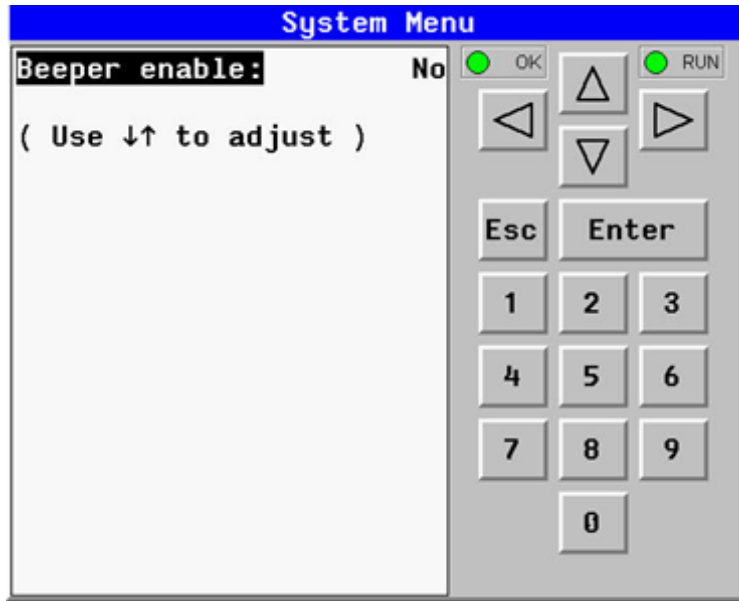 System Menu
Beeper enable: No
( Use ↓↑ to adjust )
OK
RUN
Esc Enter
1 2 3
4 5 6
7 8 9
0